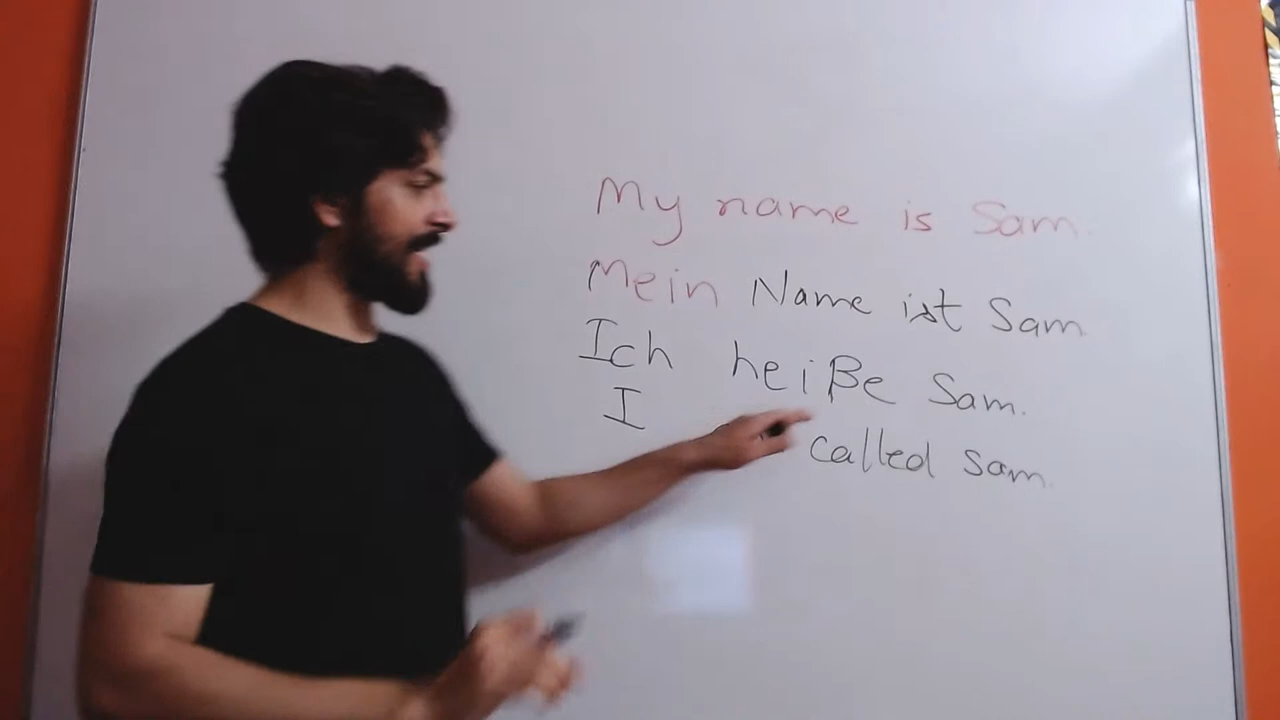 My name is Sam.
Mein Name ist Sam
Ich heiße Sam.
I called Sam.